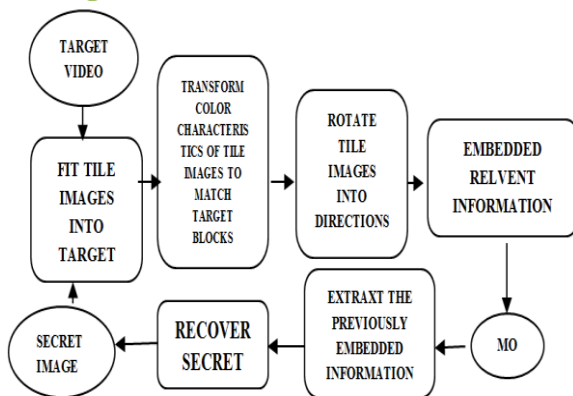 TARGET
VIDEO
FIT TILE
IMAGES
INTO
TARGET
TRANSFORM
COLOR
CHARACTERIS
TICS OF TILE
IMAGES TO
MATCH
TARGET
BLOCKS
ROTATE
TILE
IMAGES
INTO
DIRECTIONS
EMBEDDED
RELVENT
INFORMATION
MO
EXTRAXT THE
PREVIOUSLY
EMBEDDED
INFORMATION
RECOVER
SECRET
SECRET
IMAGE